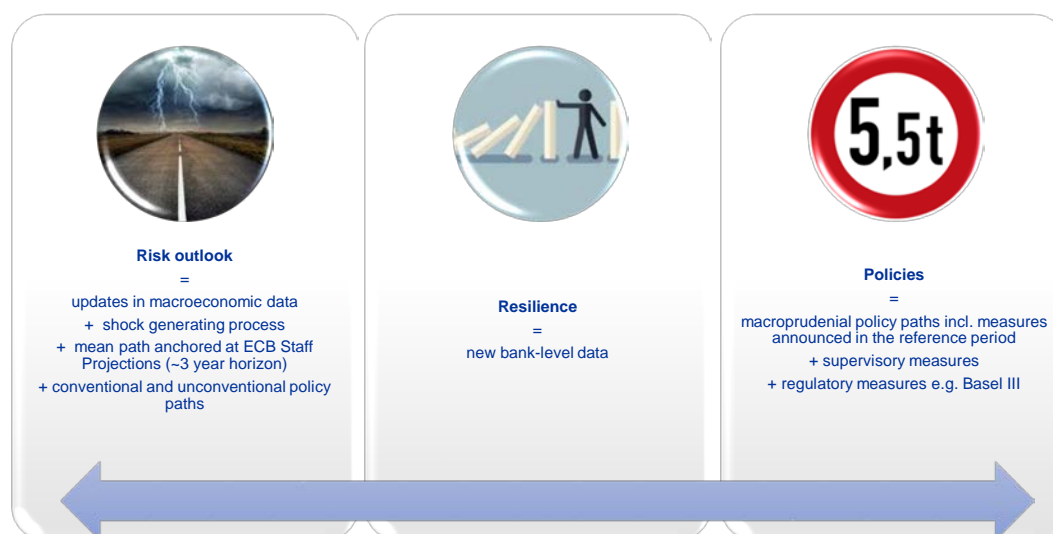 Risk outlook
=
updates in macroeconomic data
+ shock generating process
+ mean path anchored at ECB Staff
Projections (~3 year horizon)
+ conventional and unconventional policy
paths
Resilience
=
new bank-level data
5,5t
Policies
=
macroprudential policy paths incl. measures
announced in the reference period
+ supervisory measures
+ regulatory measures e.g. Basel III